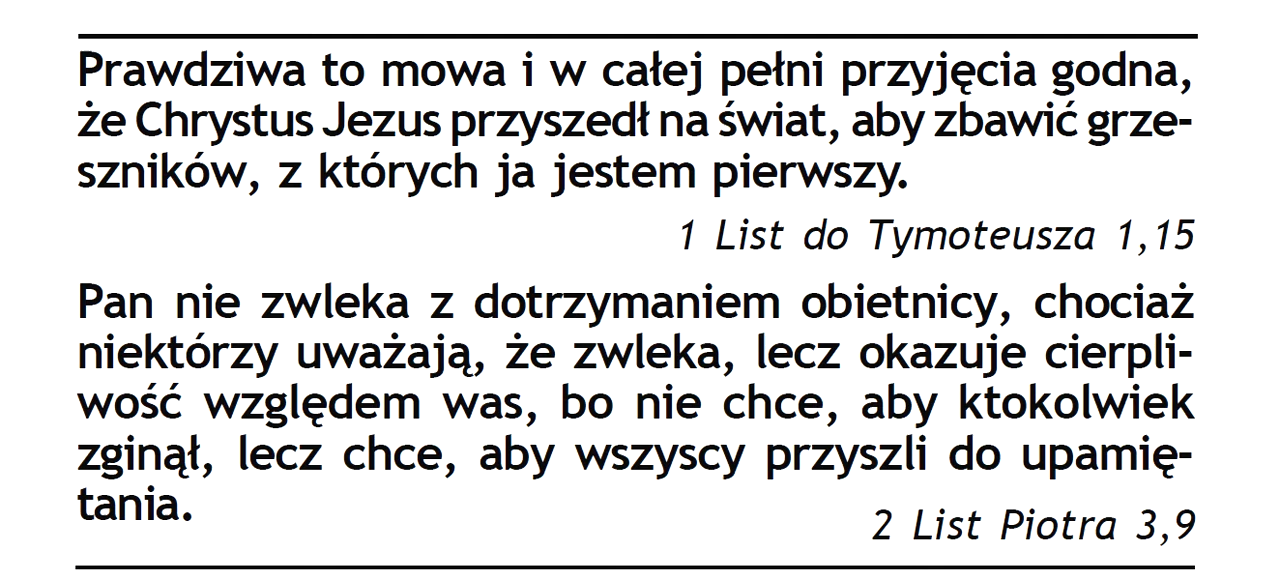 Prawdziwa to mowa i w całej pełni przyjęcia godna,
że Chrystus Jezus przyszedł na świat, aby zbawić grze-
szników, z których ja jestem pierwszy.
1 List do Tymoteusza 1,15
Pan nie zwleka z dotrzymaniem obietnicy, chociaż
niektórzy uważają, że zwleka, lecz okazuje cierpli-
wość względem was, bo nie chce, aby ktokolwiek
zginął, lecz chce, aby wszyscy przyszli do upamię-
tania.
2 List Piotra 3,9